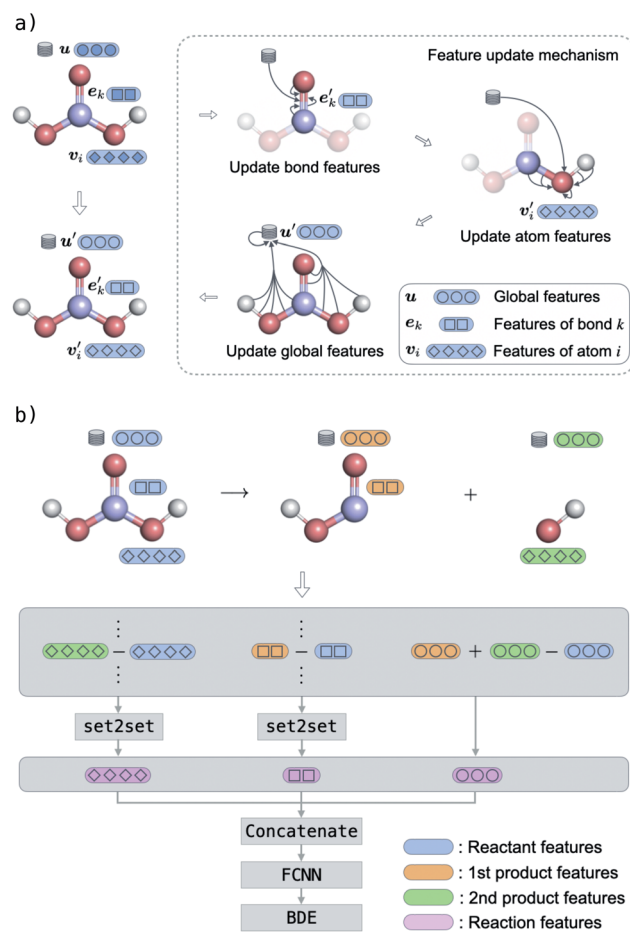 a)
u
Feature update mechanism
e_k
e′_k
v_i
Update bond features
v′_i
Update atom features
u′
u′
e′_k
v′_i
Update global features
u Global features
e_k Features of bond k
v_i Features of atom i
b)
→ +
− − + −
set2set set2set
Concatenate
FCNN
BDE
: Reactant features
: 1st product features
: 2nd product features
: Reaction features